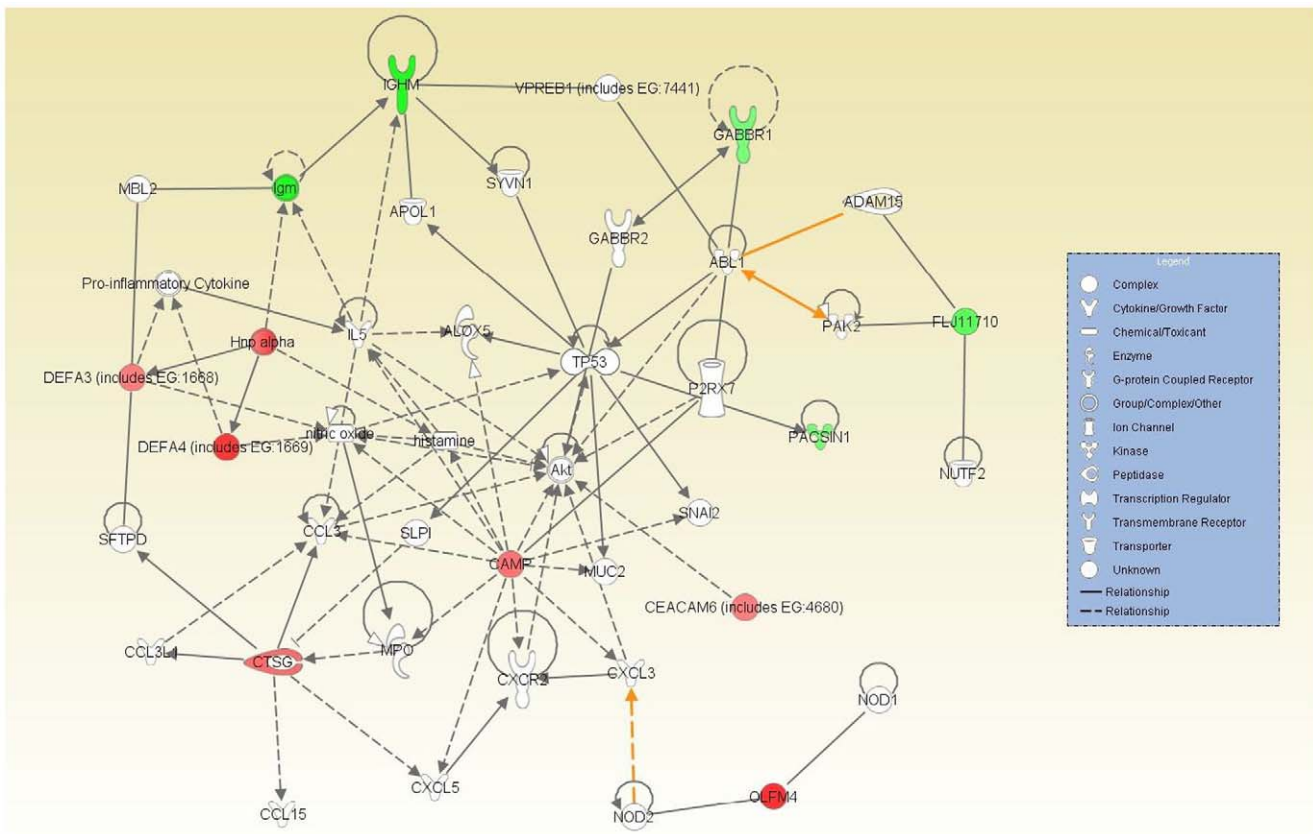 IGHM
VPREB1 (includes EG:7441)
GABBR1
MBL2
Igm
SYVN1
APOL1
ADAM15
GABBR2
ABL1
Pro-inflammatory Cytokine
IL5
ALOX5
PAK2
FLJ11710
Hnp alpha
TP53
DEFA3 (includes EG:1668)
P2RX7
nitric oxide
histamine
PACSIN1
DEFA4 (includes EG:1669)
Akt
NUTF2
SNAI2
SFTPD
CCL3
SLPI
CAMP
MUC2
CEACAM6 (includes EG:4680)
CCL3L1
CTSG
MPO
CXCR2
CXCL3
NOD1
CXCL5
OLFM4
CCL15
NOD2
Legend
Complex
Cytokine/Growth Factor
Chemical/Toxicant
Enzyme
G-protein Coupled Receptor
Group/Complex/Other
Ion Channel
Kinase
Peptidase
Transcription Regulator
Transmembrane Receptor
Transporter
Unknown
Relationship
Relationship